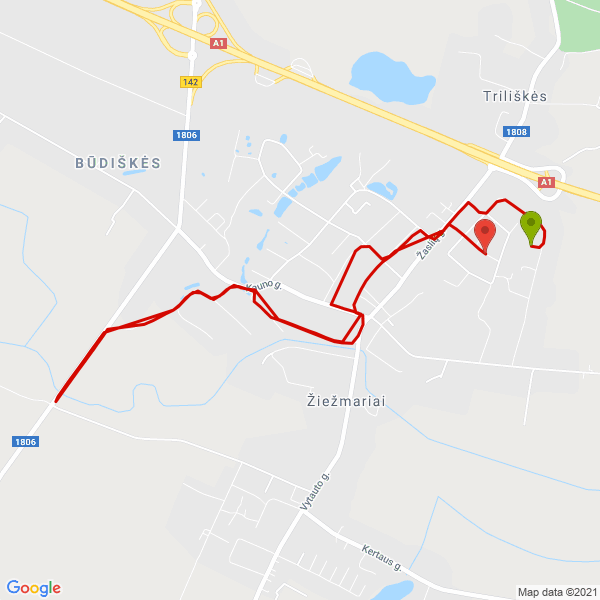 A1
142
Triliškės
1808
1806
BŪDIŠKĖS
A1
Žaslių g.
Kauno g.
Žiežmariai
1806
Vytauto g.
Kertaus g.
Google
Map data ©2021